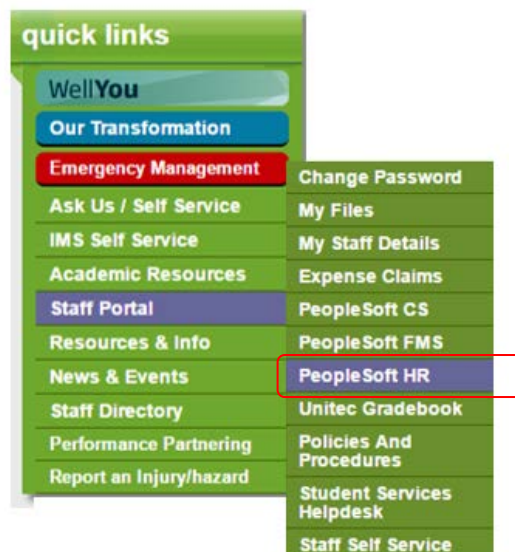 quick links
WellYou
Our Transformation
Emergency Management
Ask Us / Self Service
IMS Self Service
Academic Resources
Staff Portal
Resources & Info
News & Events
Staff Directory
Performance Partnering
Report an Injury/hazard
Change Password
My Files
My Staff Details
Expense Claims
PeopleSoft CS
PeopleSoft FMS
PeopleSoft HR
Unitec Gradebook
Policies And
Procedures
Student Services
Helpdesk
Staff Self Service